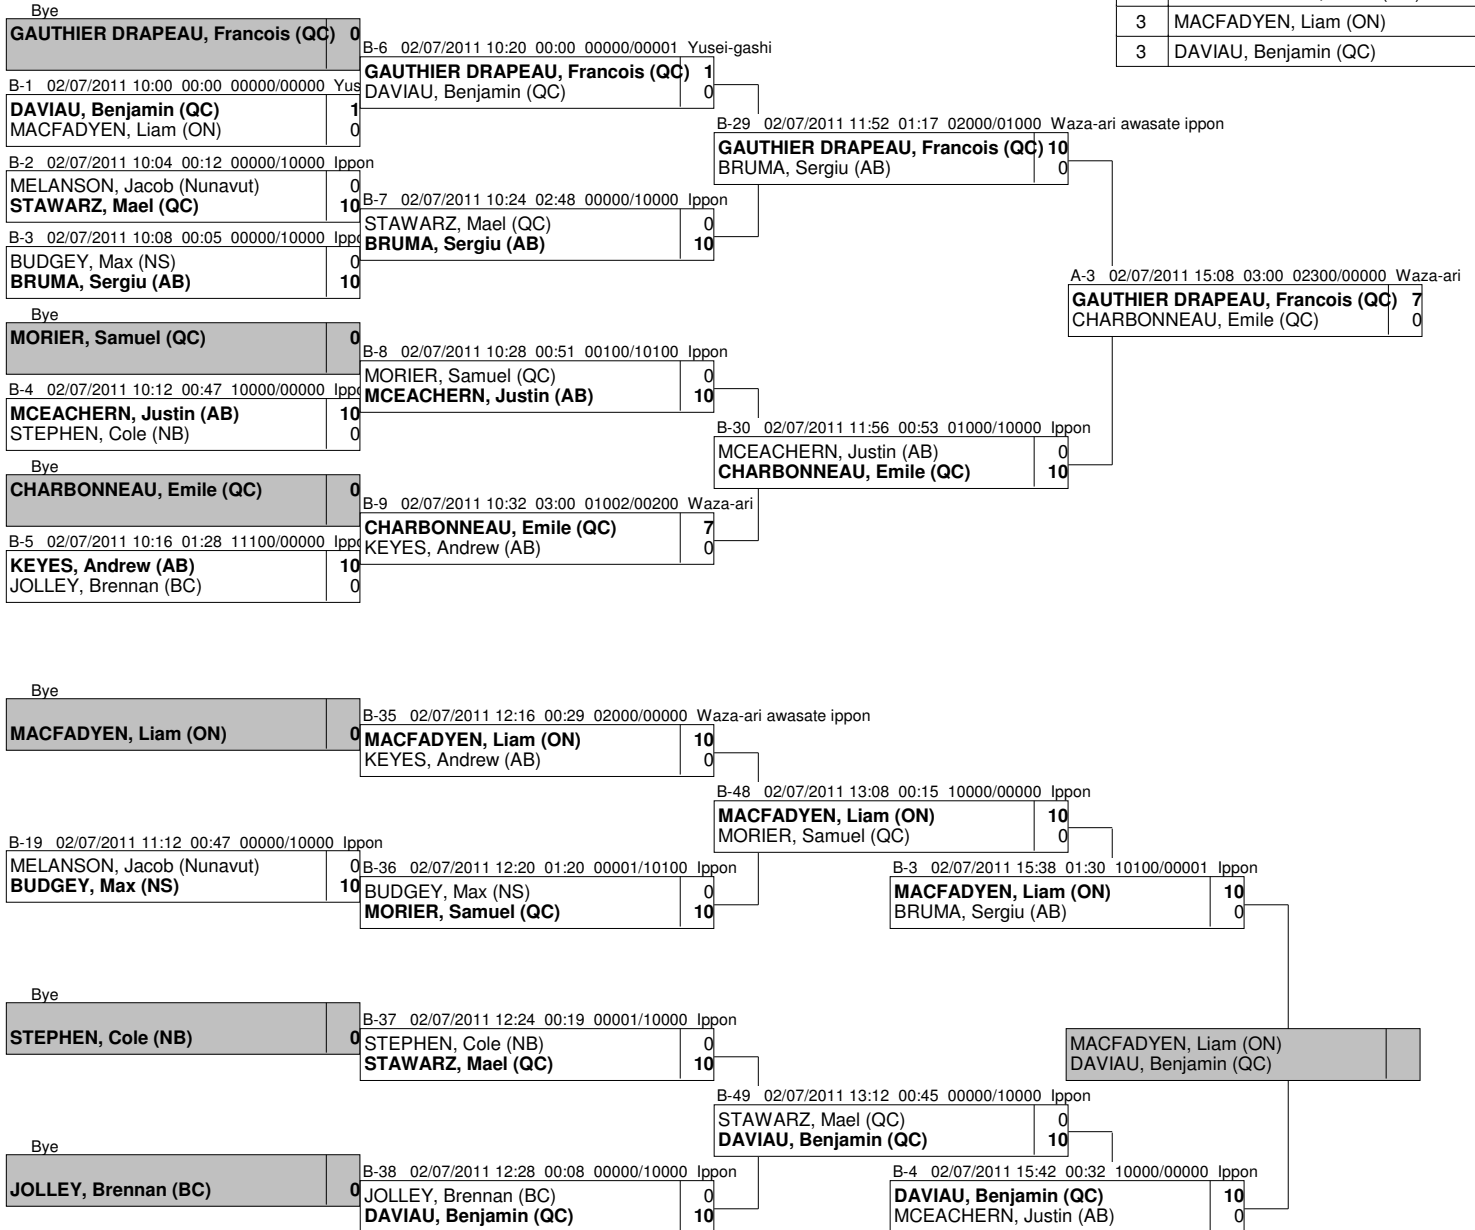 Bye
GAUTHIER DRAPEAU, Francois (QC) 0
3 MACFADYEN, Liam (ON)
3 DAVIAU, Benjamin (QC)
B-6 02/07/2011 10:20 00:00 00000/00001 Yusei-gashi
GAUTHIER DRAPEAU, Francois (QC) 1
DAVIAU, Benjamin (QC) 0
B-1 02/07/2011 10:00 00:00 00000/00000 Yus
DAVIAU, Benjamin (QC) 1
MACFADYEN, Liam (ON) 0
B-29 02/07/2011 11:52 01:17 02000/01000 Waza-ari awasate ippon
GAUTHIER DRAPEAU, Francois (QC) 10
BRUMA, Sergiu (AB) 0
B-2 02/07/2011 10:04 00:12 00000/10000 Ippon
MELANSON, Jacob (Nunavut) 0
STAWARZ, Mael (QC) 10
B-7 02/07/2011 10:24 02:48 00000/10000 Ippon
STAWARZ, Mael (QC) 0
BRUMA, Sergiu (AB) 10
B-3 02/07/2011 10:08 00:05 00000/10000 Ippo
BUDGEY, Max (NS) 0
BRUMA, Sergiu (AB) 10
A-3 02/07/2011 15:08 03:00 02300/00000 Waza-ari
GAUTHIER DRAPEAU, Francois (QC) 7
CHARBONNEAU, Emile (QC) 0
Bye
MORIER, Samuel (QC) 0
B-8 02/07/2011 10:28 00:51 00100/10100 Ippon
MORIER, Samuel (QC) 0
MCEACHERN, Justin (AB) 10
B-4 02/07/2011 10:12 00:47 10000/00000 Ippo
MCEACHERN, Justin (AB) 10
STEPHEN, Cole (NB) 0
B-30 02/07/2011 11:56 00:53 01000/10000 Ippon
MCEACHERN, Justin (AB) 0
CHARBONNEAU, Emile (QC) 10
Bye
CHARBONNEAU, Emile (QC) 0
B-9 02/07/2011 10:32 03:00 01002/00200 Waza-ari
CHARBONNEAU, Emile (QC) 7
KEYES, Andrew (AB) 0
B-5 02/07/2011 10:16 01:28 11100/00000 Ippo
KEYES, Andrew (AB) 10
JOLLEY, Brennan (BC) 0
Bye
MACFADYEN, Liam (ON) 0
B-35 02/07/2011 12:16 00:29 02000/00000 Waza-ari awasate ippon
MACFADYEN, Liam (ON) 10
KEYES, Andrew (AB) 0
B-48 02/07/2011 13:08 00:15 10000/00000 Ippon
MACFADYEN, Liam (ON) 10
MORIER, Samuel (QC) 0
B-19 02/07/2011 11:12 00:47 00000/10000 Ippon
MELANSON, Jacob (Nunavut) 0
BUDGEY, Max (NS) 10
B-36 02/07/2011 12:20 01:20 00001/10100 Ippon
BUDGEY, Max (NS) 0
MORIER, Samuel (QC) 10
B-3 02/07/2011 15:38 01:30 10100/00001 Ippon
MACFADYEN, Liam (ON) 10
BRUMA, Sergiu (AB) 0
Bye
STEPHEN, Cole (NB) 0
B-37 02/07/2011 12:24 00:19 00001/10000 Ippon
STEPHEN, Cole (NB) 0
STAWARZ, Mael (QC) 10
MACFADYEN, Liam (ON)
DAVIAU, Benjamin (QC)
B-49 02/07/2011 13:12 00:45 00000/10000 Ippon
STAWARZ, Mael (QC) 0
DAVIAU, Benjamin (QC) 10
Bye
JOLLEY, Brennan (BC) 0
B-38 02/07/2011 12:28 00:08 00000/10000 Ippon
JOLLEY, Brennan (BC) 0
DAVIAU, Benjamin (QC) 10
B-4 02/07/2011 15:42 00:32 10000/00000 Ippon
DAVIAU, Benjamin (QC) 10
MCEACHERN, Justin (AB) 0